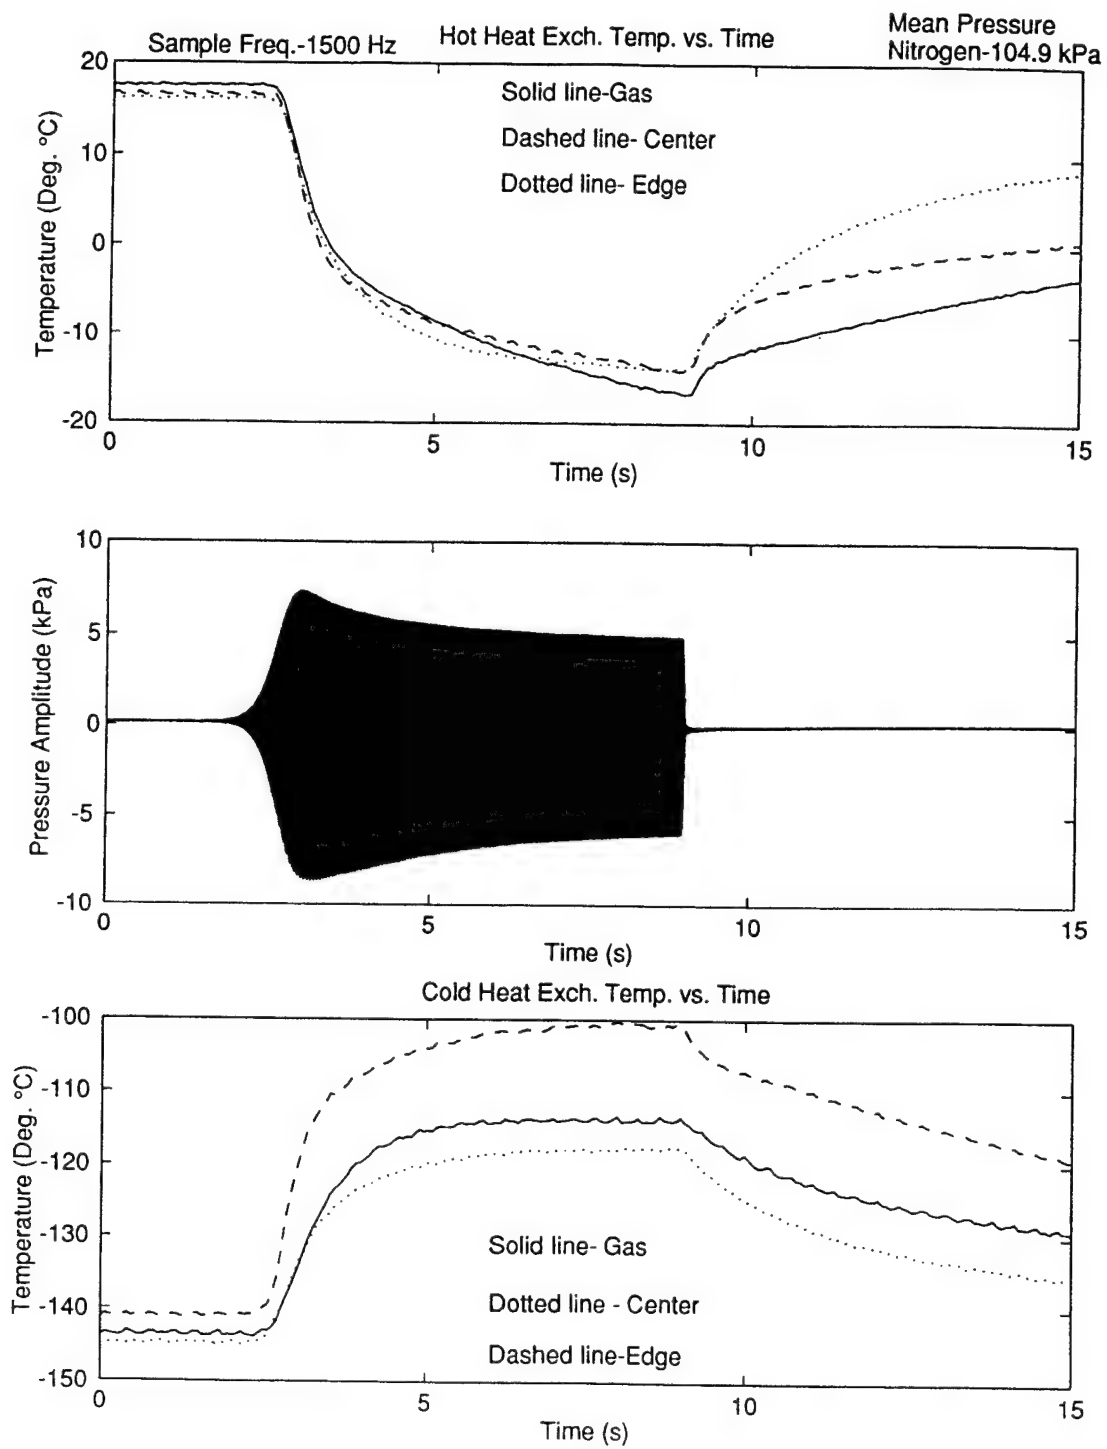 Sample Freq.-1500 Hz
Hot Heat Exch. Temp. vs. Time
Mean Pressure
Nitrogen-104.9 kPa
Temperature (Deg. °C)
20
10
0
-10
-20
Solid line-Gas
Dashed line- Center
Dotted line- Edge
0 5 10 15
Time (s)
Pressure Amplitude (kPa)
10
5
0
-5
-10
0 5 10 15
Time (s)
Cold Heat Exch. Temp. vs. Time
Temperature (Deg. °C)
-100
-110
-120
-130
-140
-150
Solid line- Gas
Dotted line - Center
Dashed line-Edge
0 5 10 15
Time (s)